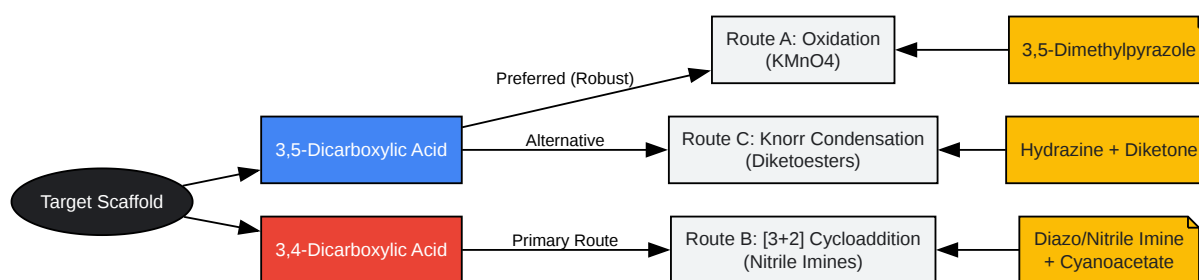 Target Scaffold
3,5-Dicarboxylic Acid
3,4-Dicarboxylic Acid
Preferred (Robust)
Alternative
Primary Route
Route A: Oxidation
(KMnO4)
Route C: Knorr Condensation
(Diketoesters)
Route B: [3+2] Cycloaddition
(Nitrile Imines)
3,5-Dimethylpyrazole
Hydrazine + Diketone
Diazo/Nitrile Imine
+ Cyanoacetate